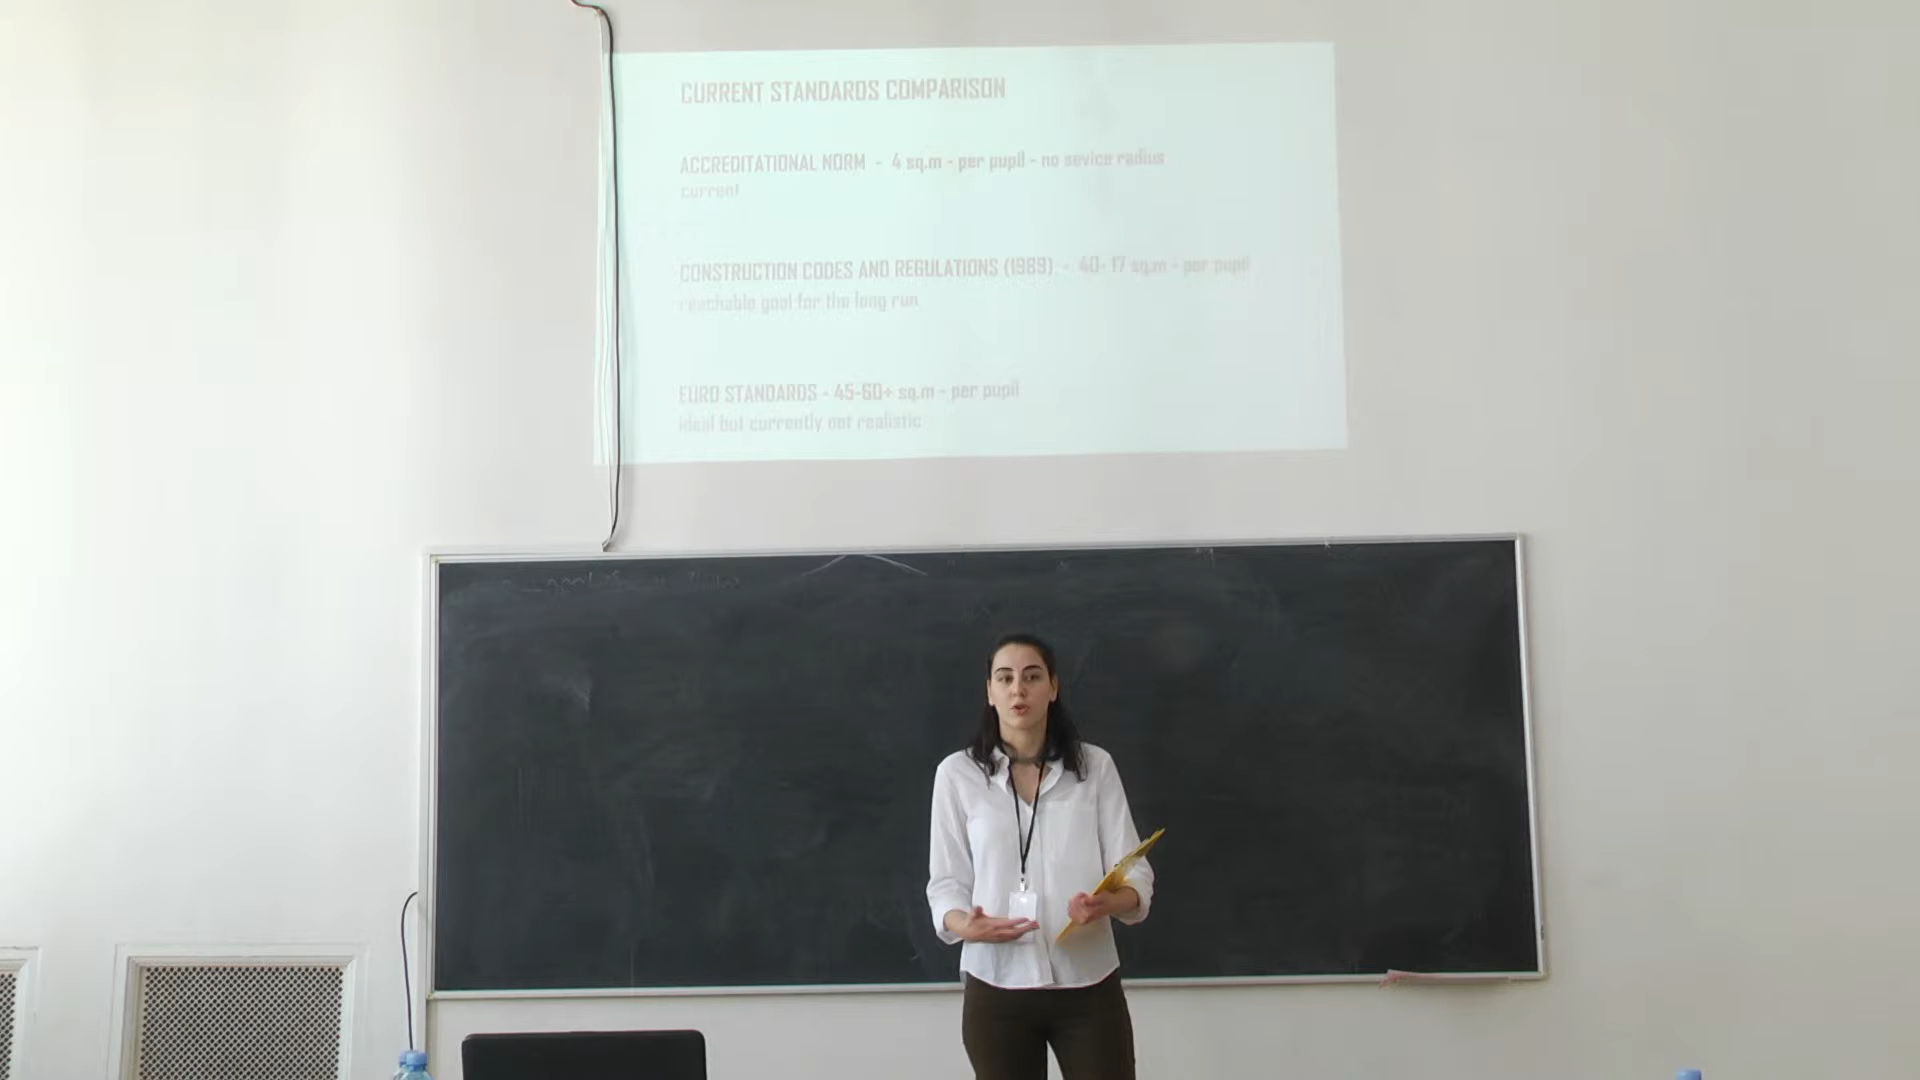 CURRENT STANDARDS COMPARISON
ACCREDITATIONAL NORM - 4 sq.m - per pupil - no sevice radius
current
CONSTRUCTION CODES AND REGULATIONS (1989) - 40-17 sq.m - per pupil
reachable goal for the long run
EURO STANDARDS - 45-60+ sq.m - per pupil
ideal but currently not realistic